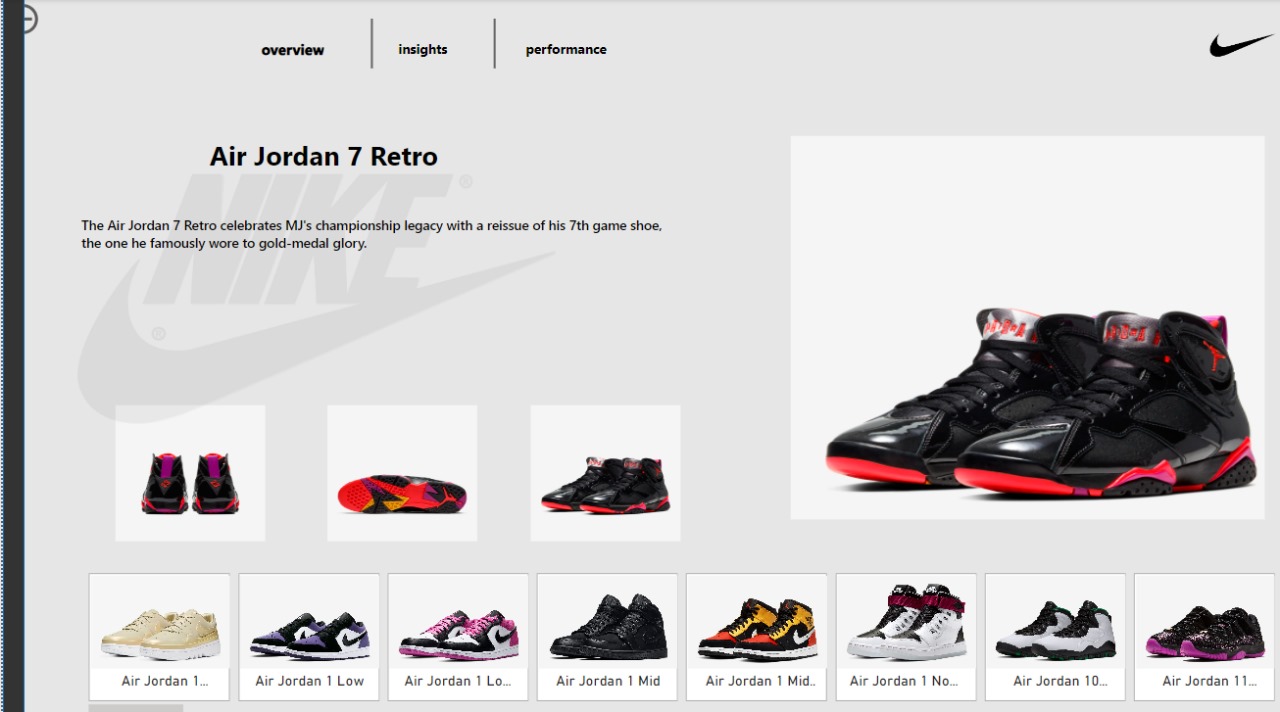 overview
insights
performance
Air Jordan 7 Retro
NIKE
®
The Air Jordan 7 Retro celebrates MJ's championship legacy with a reissue of his 7th game shoe,
the one he famously wore to gold-medal glory.
®
Air Jordan 1...
Air Jordan 1 Low
Air Jordan 1 Lo...
Air Jordan 1 Mid
Air Jordan 1 Mid..
Air Jordan 1 No...
Air Jordan 10...
Air Jordan 11...